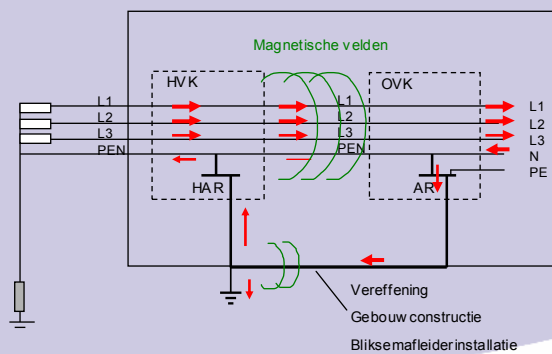 Magnetische velden
HVK
OVK
L1
L1
L1
L2
L2
L2
L3
L3
L3
PEN
PEN
N
HAR
AR
PE
Vereffening
Gebouw constructie
Bliksemafleiderinstallatie